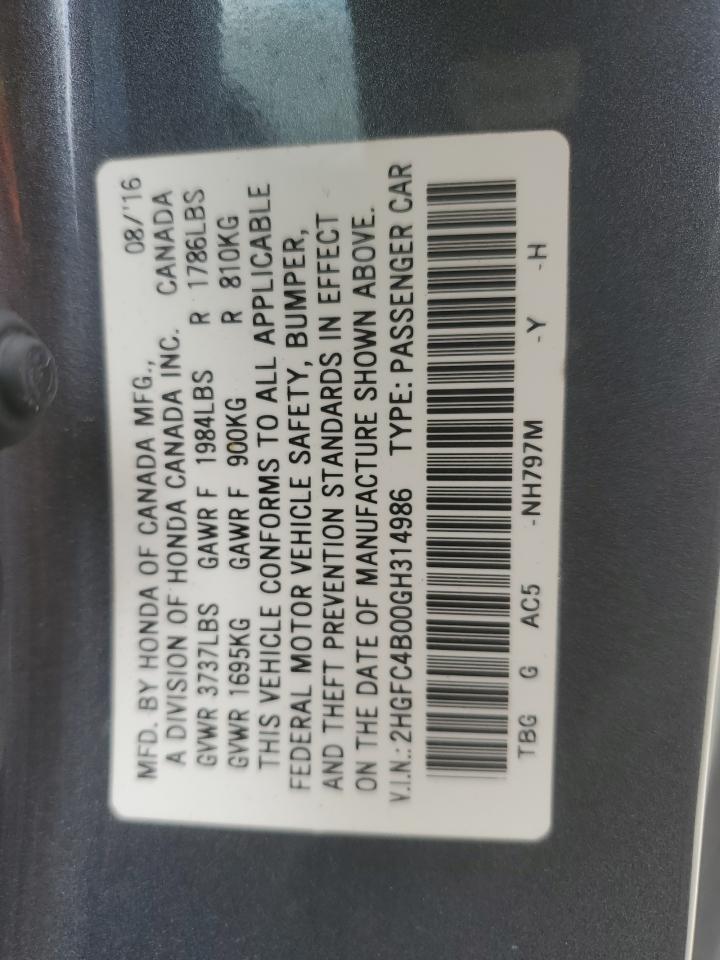 MFD. BY HONDA OF CANADA MFG., 08/'16
A DIVISION OF HONDA CANADA INC. CANADA
GVWR 3737LBS GAWR F 1984LBS R 1786LBS
GVWR 1695KG GAWR F 900KG R 810KG
THIS VEHICLE CONFORMS TO ALL APPLICABLE
FEDERAL MOTOR VEHICLE SAFETY, BUMPER,
AND THEFT PREVENTION STANDARDS IN EFFECT
ON THE DATE OF MANUFACTURE SHOWN ABOVE.
V.I.N.: 2HGFC4B00GH314986 TYPE: PASSENGER CAR
TBG G AC5 -NH797M -Y -H